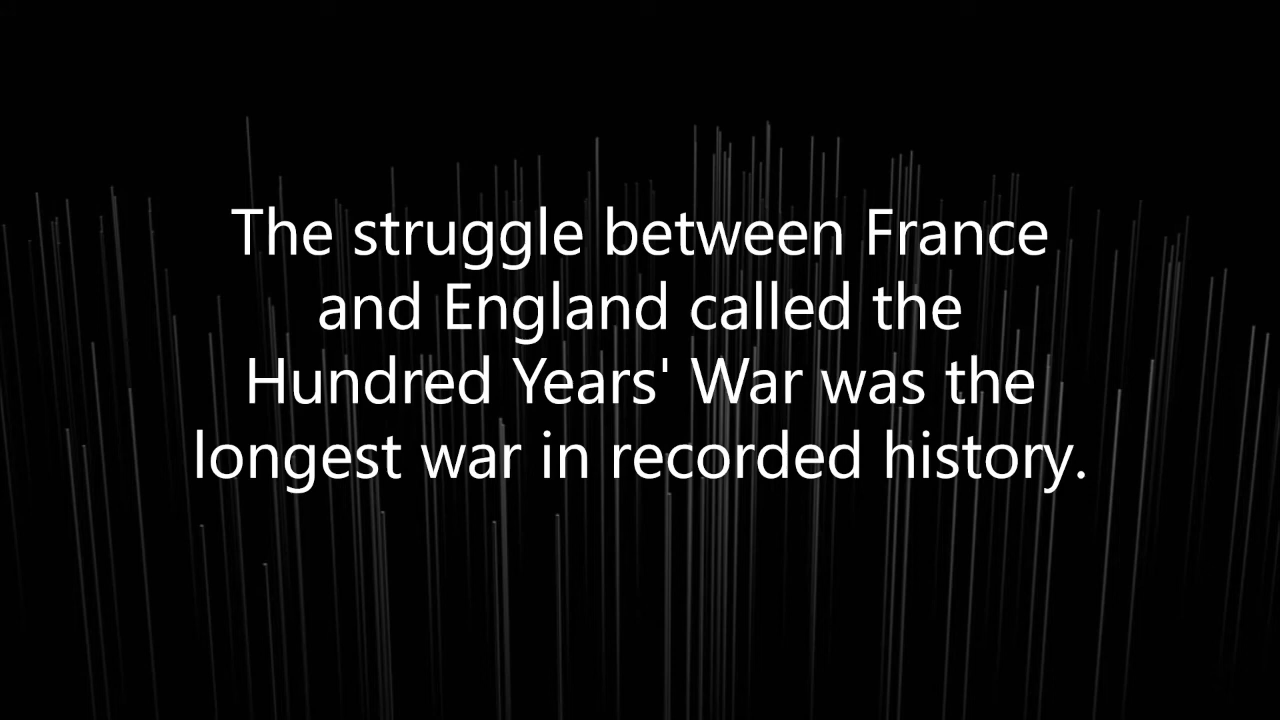 The struggle between France
and England called the
Hundred Years' War was the
longest war in recorded history.